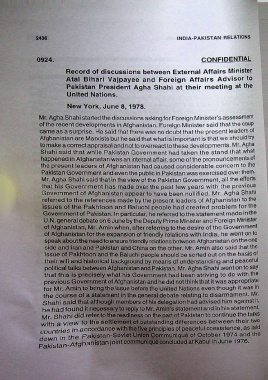 2436 INDIA-PAKISTAN RELATIONS
0924. CONFIDENTIAL
Record of discussions between External Affairs Minister
Atal Bihari Vajpayee and Foreign Affairs Advisor to
Pakistan President Agha Shahi at their meeting at the
United Nations.
New York, June 8, 1978.
Mr. Agha Shahi started the discussions asking for Foreign Minister's assessment
of the recent developments in Afghanistan. Foreign Minister said that the coup
came as a surprise. He said that there was no doubt that the present leaders of
Afghanistan are Marxists but he said that what is important is that we should try
to make a correct appraisal and not to overreact to these developments. Mr. Agha
Shahi said that while Pakistan Government had taken the stand that what
happened in Afghanistan was an internal affair, some of the pronouncements of
the present leaders of Afghanistan had caused considerable concern to the
Pakistan Government and even the public in Pakistan was exercised over them.
Mr. Agha Shahi said that in the view of the Pakistan Government, all the efforts
that his Government has made over the past few years with the previous
Government of Afghanistan appear to have been nullified. Mr. Agha Shahi
referred to the references made by the present leaders of Afghanistan to the
issues of the Pakhtoon and Baluchi people had created problem for the
Government of Pakistan. In particular, he referred to the statement made in the
U.N. general debate on 6 June by the Deputy Prime Minister and Foreign Minister
of Afghanistan, Mr. Amin when, after referring to the desire of the Government
of Afghanistan for the expansion of friendly relations with India, he went on to
speak about the need to ensure friendly relations between Afghanistan on the one
side and Iran and Pakistan and China on the other. Mr. Amin also said that the
issue of Pakhtoon and the Baluchi people should be sorted out on the basis of
their will and historical background by means of understanding and peaceful
political talks between Afghanistan and Pakistan. Mr. Agha Shahi went on to say
that this is precisely what his Government had been striving to do with the
previous Government of Afghanistan and he did not think that it was appropriate
for Mr. Amin to bring the issue before the United Nations even though it was in
the course of a statement in the general debate relating to disarmament. Mr.
Shahi said that although members of his delegation had advised him against it,
he had found it necessary to reply to Mr. Amin's statement and in his statement,
Mr. Shahi did refer to the readiness on the part of Pakistan to continue the talks
with a view to the settlement of outstanding differences between their two
countries in accordance with the five principles of peaceful coexistence, as laid
down in the Pakistan-Soviet Union Communique of October 1974 and the
Pakistan-Afghanistan joint communique concluded at Kabul in June 1976.